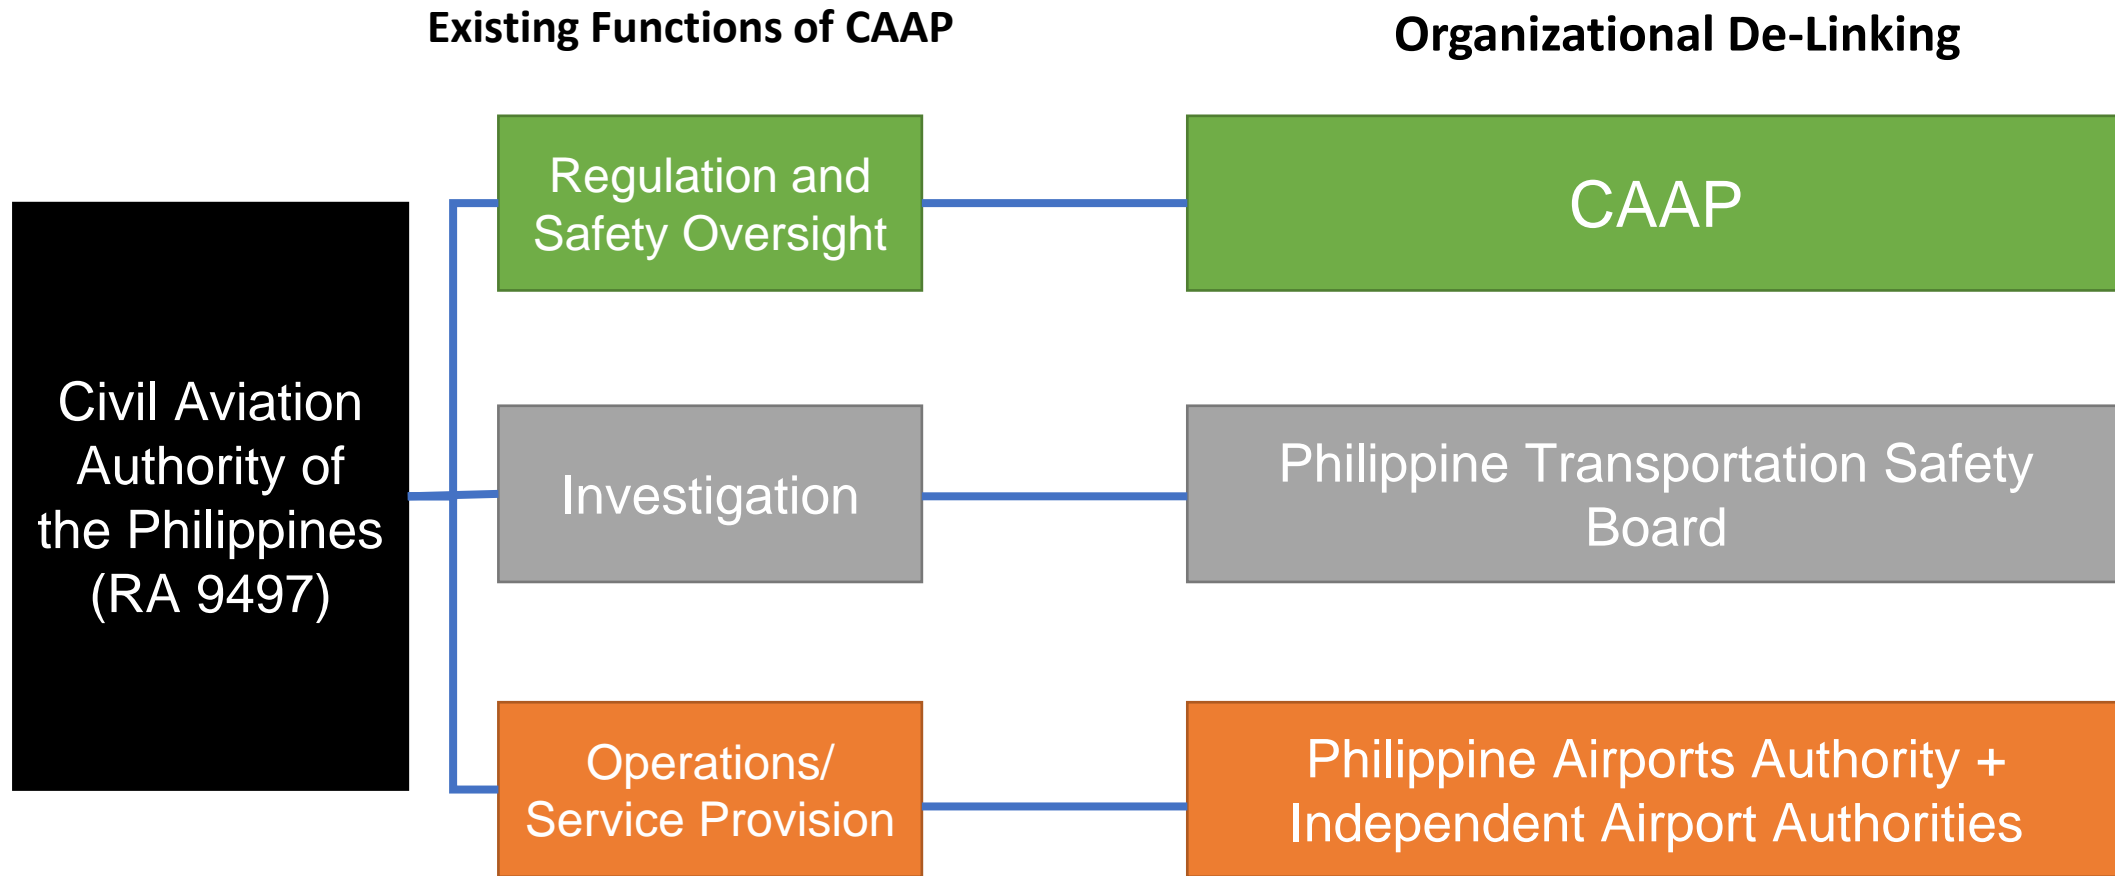 Existing Functions of CAAP
Organizational De-Linking
Civil Aviation
Authority of
the Philippines
(RA 9497)
Regulation and
Safety Oversight
CAAP
Investigation
Philippine Transportation Safety
Board
Operations/
Service Provision
Philippine Airports Authority +
Independent Airport Authorities